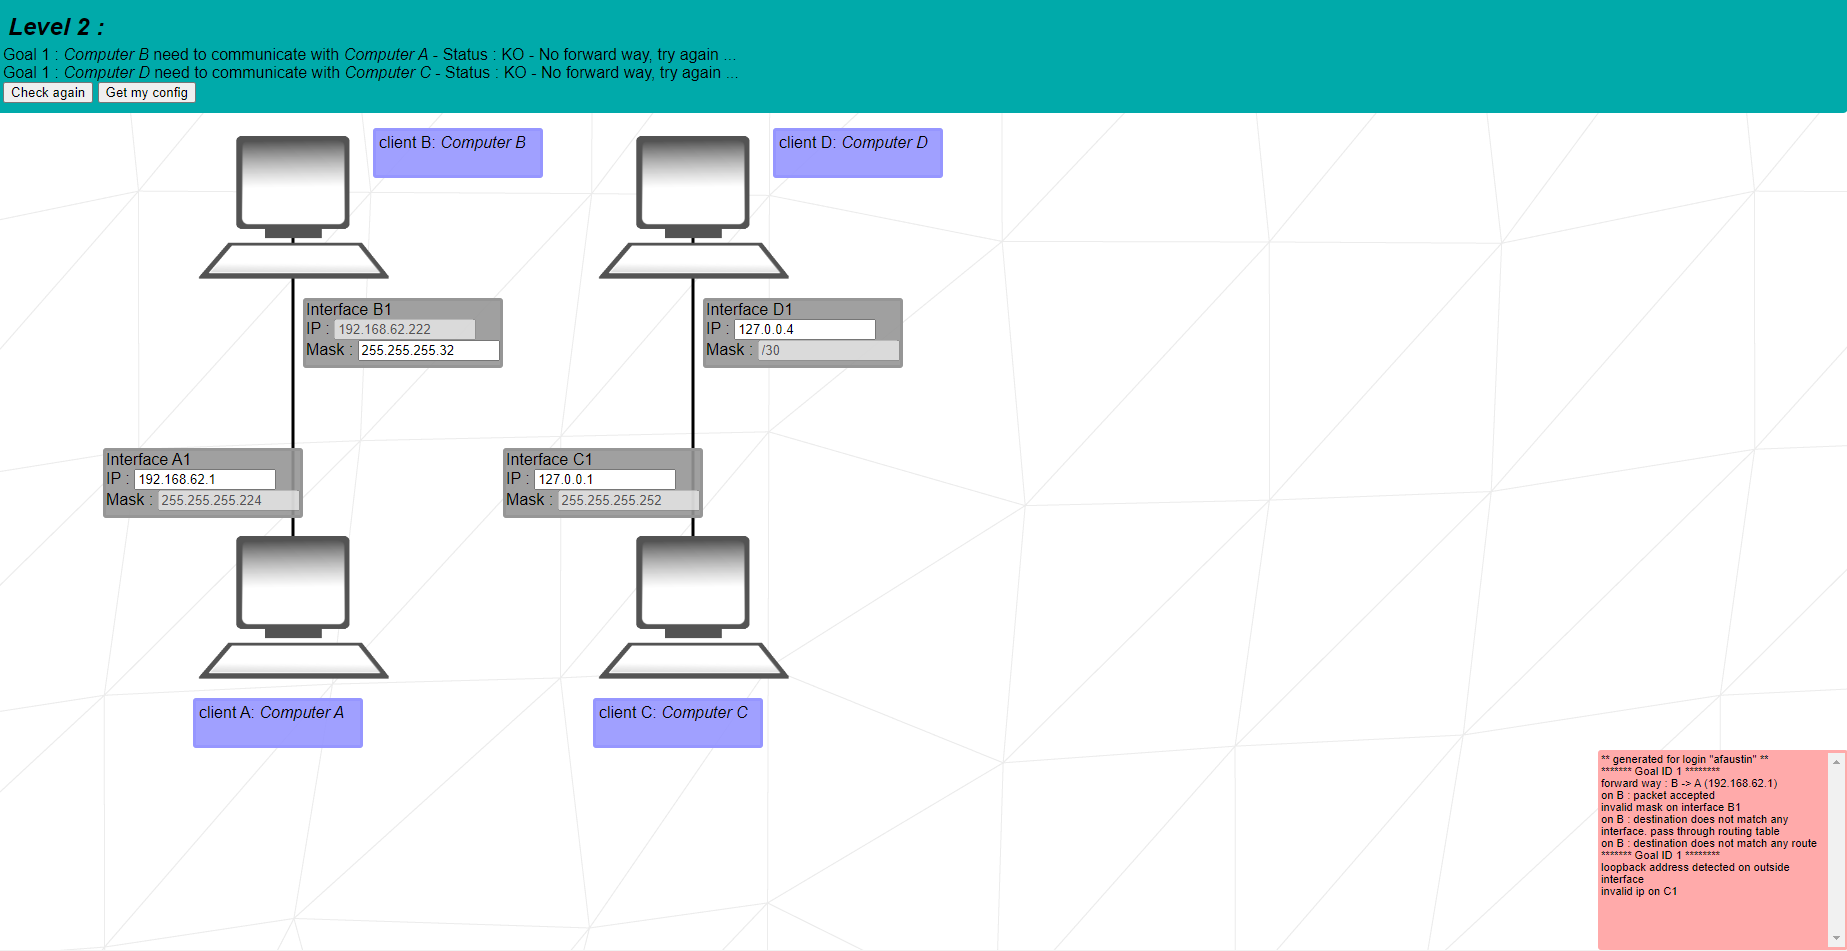 Level 2 :
Goal 1 : Computer B need to communicate with Computer A - Status : KO - No forward way, try again ...
Goal 1 : Computer D need to communicate with Computer C - Status : KO - No forward way, try again ...
Check again Get my config
client B: Computer B
client D: Computer D
Interface B1
IP : 192.168.62.222
Mask : 255.255.255.32
Interface D1
IP : 127.0.0.4
Mask : /30
Interface A1
IP : 192.168.62.1
Mask : 255.255.255.224
Interface C1
IP : 127.0.0.1
Mask : 255.255.255.252
client A: Computer A
client C: Computer C
** generated for login "afaustin" **
******* Goal ID 1 ********
forward way : B -> A (192.168.62.1)
on B : packet accepted
invalid mask on interface B1
on B : destination does not match any
interface. pass through routing table
on B : destination does not match any route
******* Goal ID 1 ********
loopback address detected on outside
interface
invalid ip on C1